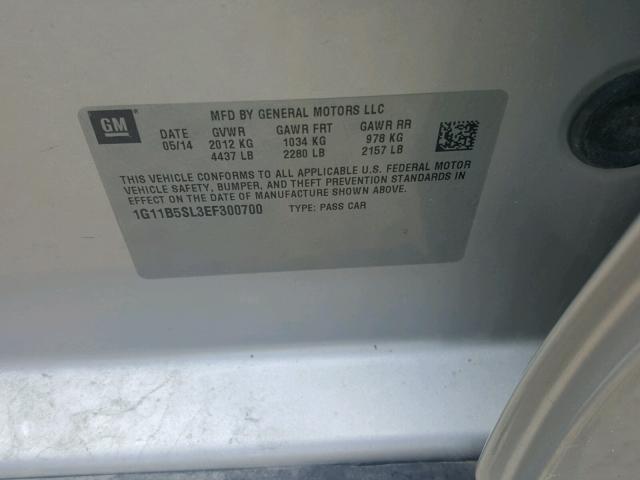 GM
MFD BY GENERAL MOTORS LLC
DATE GVWR GAWR FRT GAWR RR
05/14 2012 KG 1034 KG 978 KG
4437 LB 2280 LB 2157 LB
THIS VEHICLE CONFORMS TO ALL APPLICABLE U.S. FEDERAL MOTOR
VEHICLE SAFETY, BUMPER, AND THEFT PREVENTION STANDARDS IN
EFFECT ON THE DATE OF MANUFACTURE SHOWN ABOVE.
1G11B5SL3EF300700 TYPE: PASS CAR